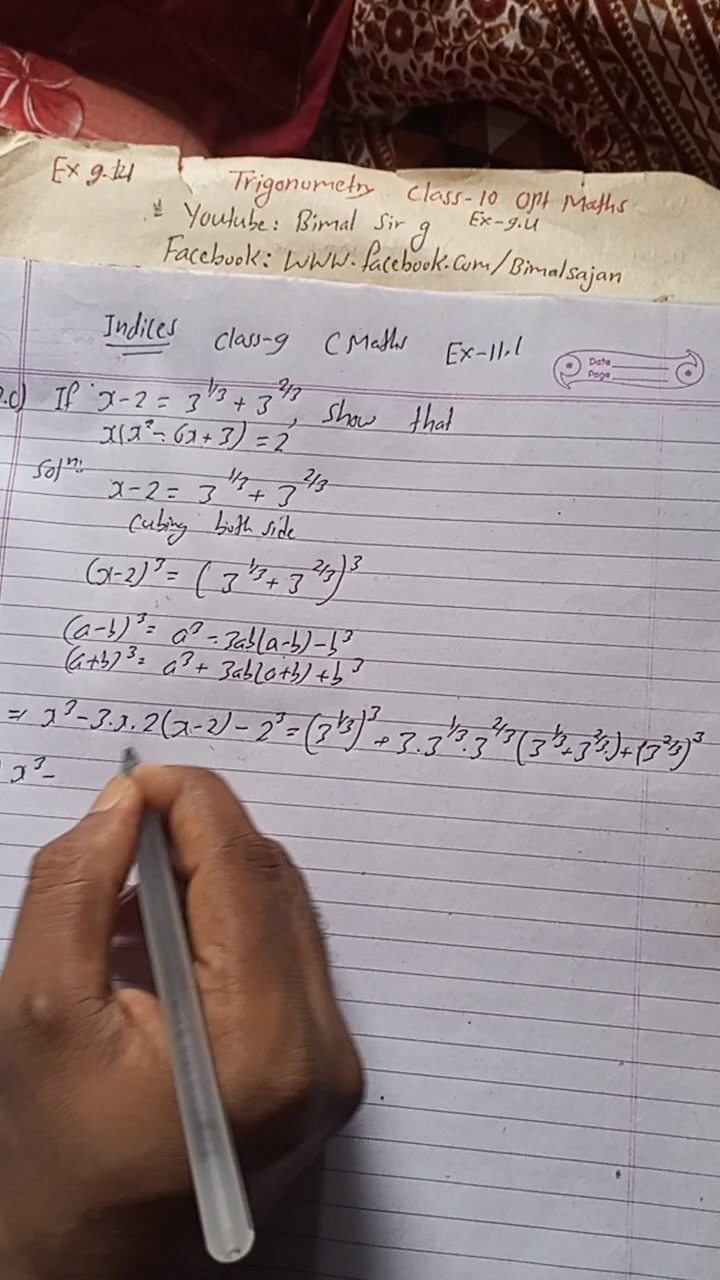 Ex 9.4
Trigonometry Class-10 Opt Maths
Youtube: Bimal Sir g Ex-9.4
Facebook: WWW.facebook.com/Bimalsajan
Indices Class-9 C Maths Ex-11.1
Date
Page
.c) If x-2 = 3^{1/3} + 3^{2/3}, show that
x(x²-6x+3) = 2
Solⁿ:
x-2 = 3^{1/3} + 3^{2/3}
Cubing both side
(x-2)³ = (3^{1/3} + 3^{2/3})³
(a-b)³ = a³ - 3ab(a-b) - b³
(a+b)³ = a³ + 3ab(a+b) + b³
⇒ x³ - 3.x.2(x-2) - 2³ = (3^{1/3})³ + 3.3^{1/3}.3^{2/3}(3^{1/3}+3^{2/3}) + (3^{2/3})³
x³ -